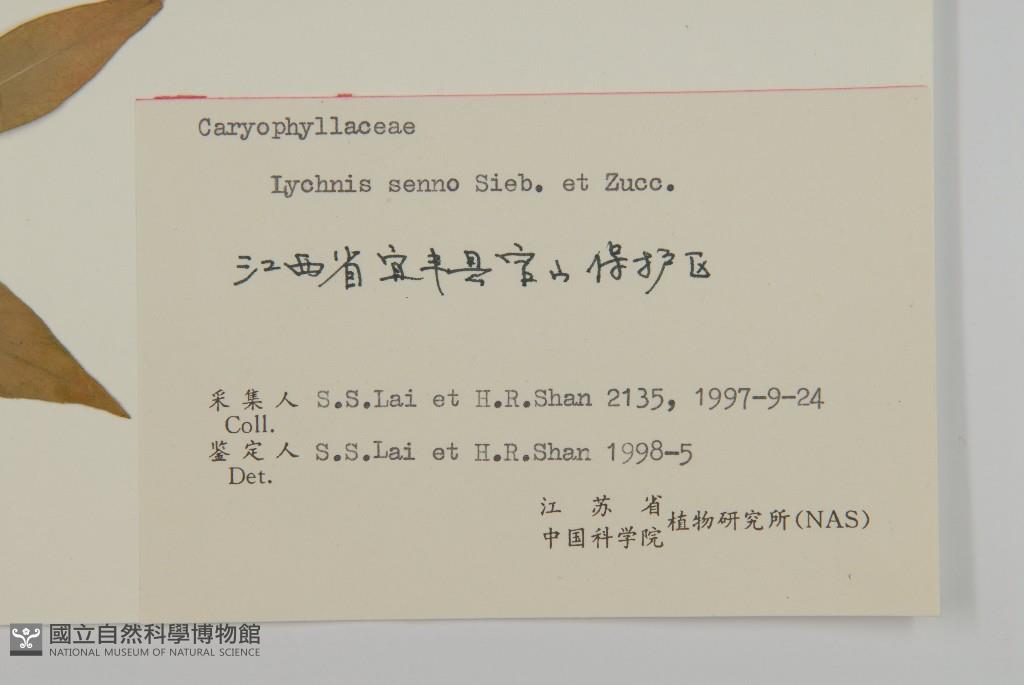 Caryophyllaceae
Lychnis senno Sieb. et Zucc.
江西省宜丰县官山保护区
采集人 S.S.Lai et H.R.Shan 2135, 1997-9-24
Coll.
鉴定人 S.S.Lai et H.R.Shan 1998-5
Det.
江苏省
中国科学院 植物研究所(NAS)
國立自然科學博物館
NATIONAL MUSEUM OF NATURAL SCIENCE